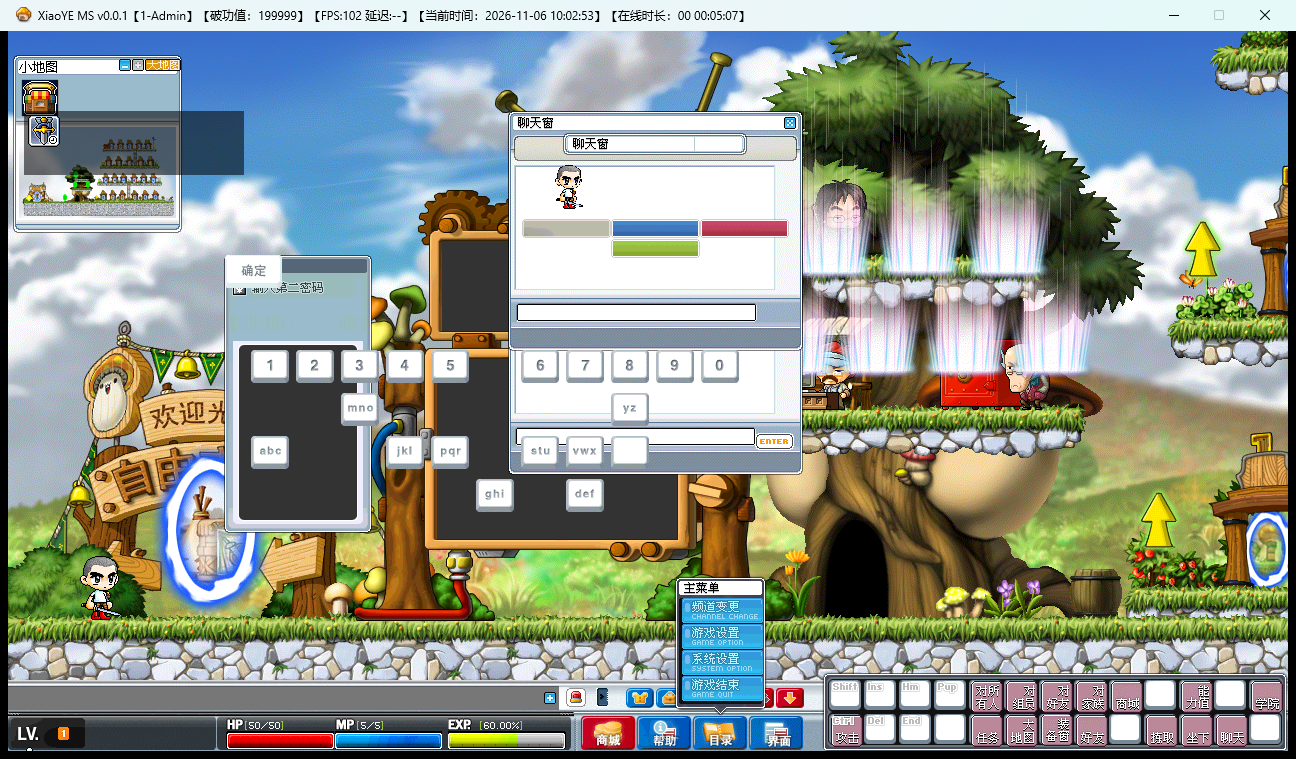 XiaoYE MS v0.0.1【1-Admin】【破功值：199999】【FPS:102 延迟:--】【当前时间：2026-11-06 10:02:53】【在线时长：00 00:05:07】
小地图
大地图
聊天窗
聊天窗
确定
输入第二密码
1 2 3 4 5 6 7 8 9 0
mno yz
abc jkl pqr stu vwx
ghi def
ENTER
欢迎光
自由
主菜单
频道变更
CHANNEL CHANGE
游戏设置
GAME OPTION
系统设置
SYSTEM OPTION
游戏结束
GAME QUIT
LV. 1
HP [50/50] MP [5/5] EXP. [60.00%]
商城 帮助 目录 界面
Shift Ins Hm Pup 对所有人 对组员 对好友 对家族 商城 能力值 学院
Ctrl 攻击 Del End 任务 大地图 装备窗 好友 拣取 坐下 聊天